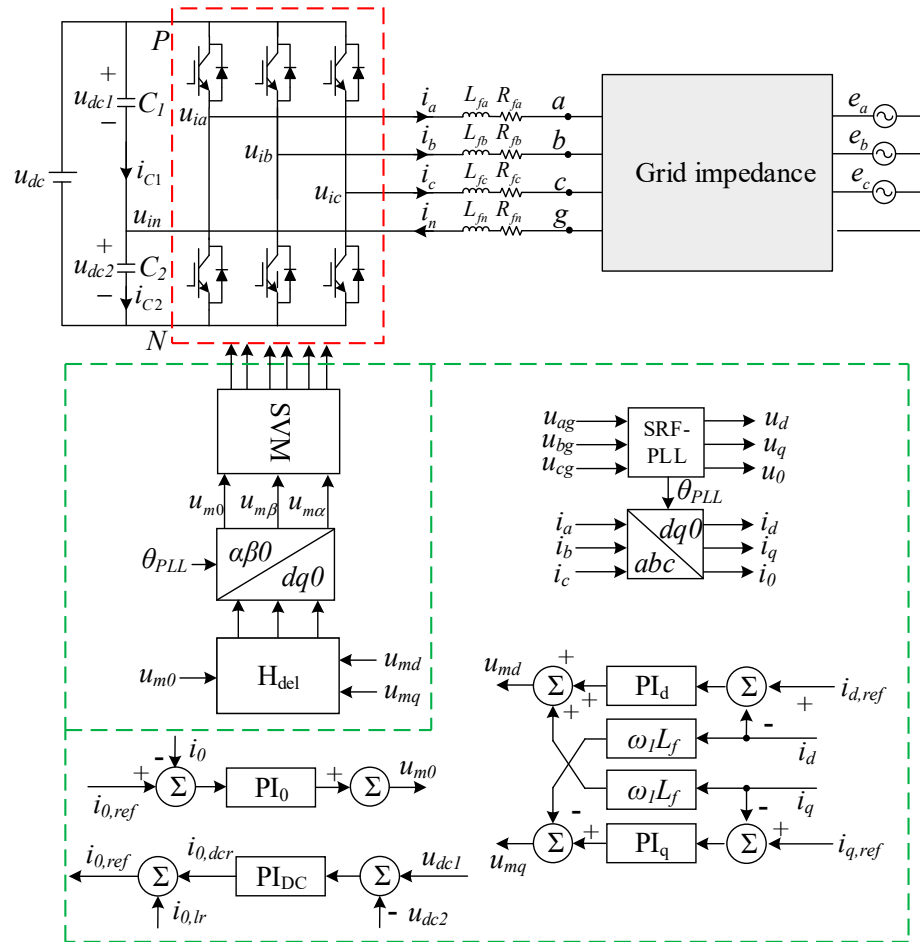 P
+
u_dc1 C_1
−
i_C1
u_dc
u_in
+
u_dc2 C_2
−
i_C2
N
u_ia
u_ib
u_ic
i_a L_fa R_fa a
i_b L_fb R_fb b
i_c L_fc R_fc c
i_n L_fn R_fn g
Grid impedance
e_a
e_b
e_c
SVM
u_m0 u_mβ u_mα
θ_PLL
αβ0
dq0
u_m0 H_del u_md
u_mq
u_ag u_d
u_bg SRF-PLL u_q
u_cg u_0
θ_PLL
i_a dq0 i_d
i_b i_q
i_c abc i_0
u_md Σ + + + PI_d Σ + - i_d,ref
ω_1L_f i_d
ω_1L_f i_q
u_mq Σ - + PI_q Σ - + i_q,ref
i_0
i_0,ref + - Σ PI_0 + Σ u_m0
i_0,ref Σ i_0,dcr PI_DC Σ u_dc1
i_0,lr - u_dc2